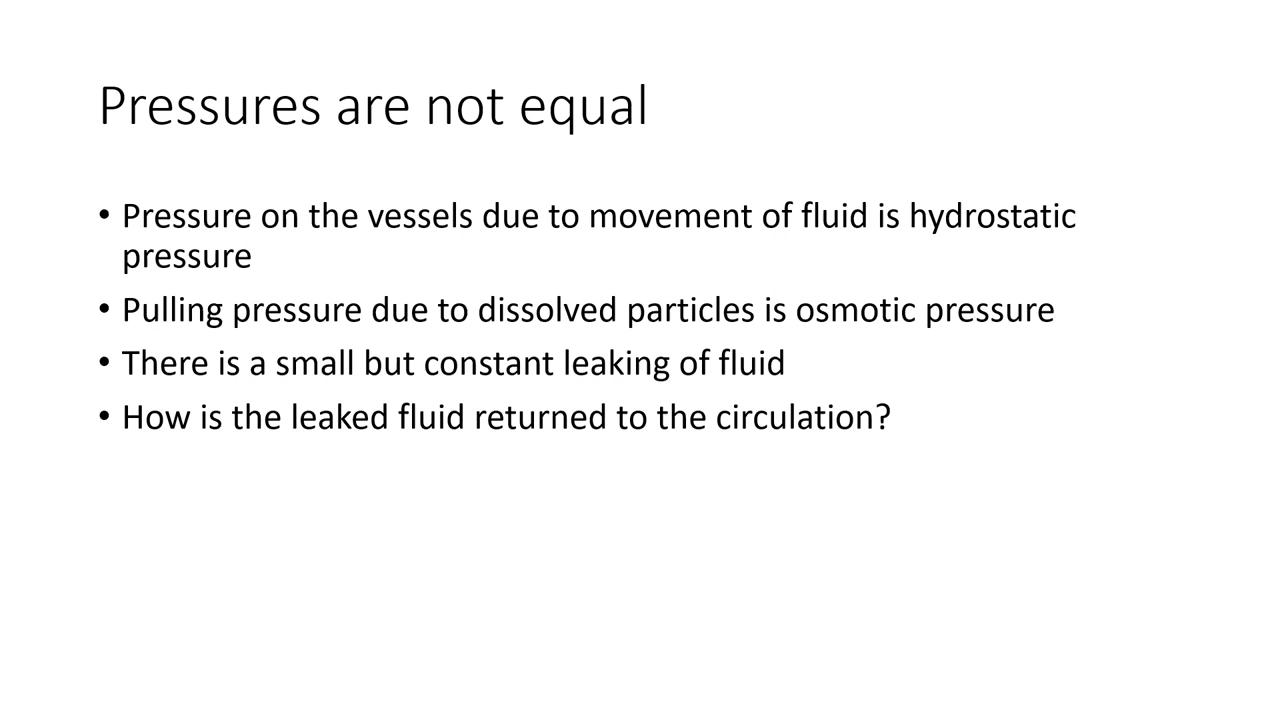 Pressures are not equal
• Pressure on the vessels due to movement of fluid is hydrostatic
pressure
• Pulling pressure due to dissolved particles is osmotic pressure
• There is a small but constant leaking of fluid
• How is the leaked fluid returned to the circulation?